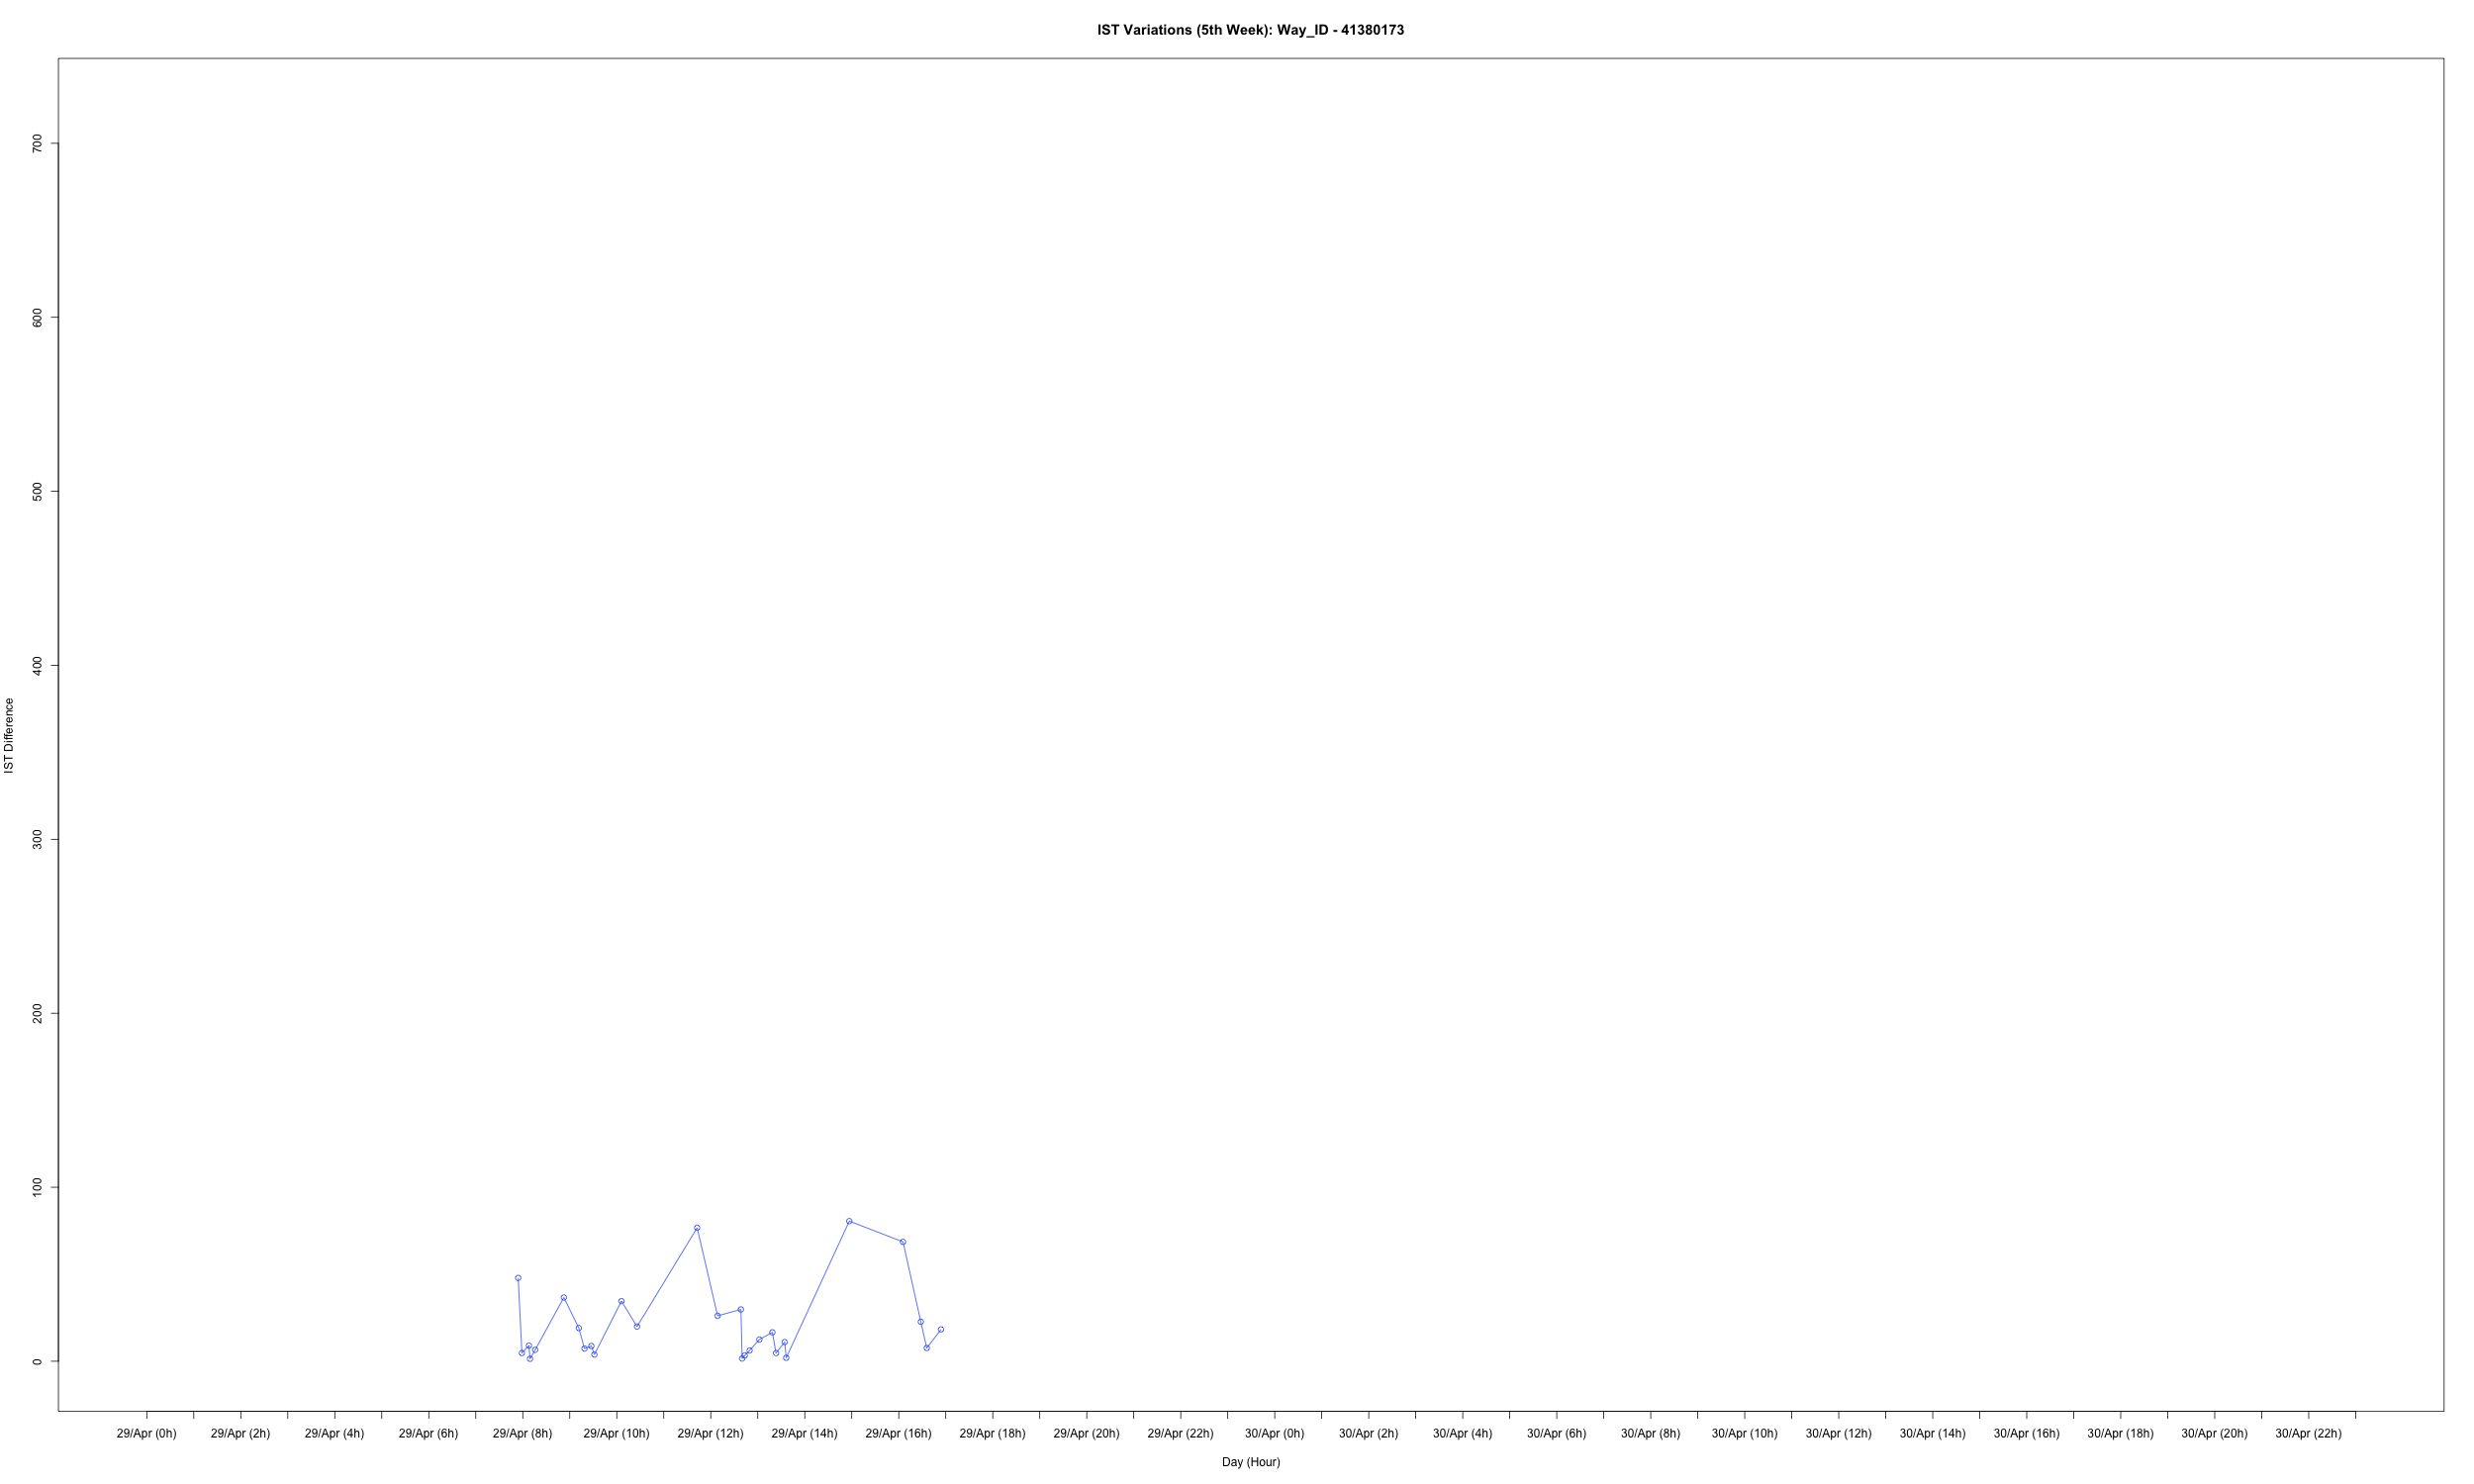 IST Variations (5th Week): Way_ID - 41380173
700
600
500
400
300
200
100
0
IST Difference
29/Apr (0h) 29/Apr (2h) 29/Apr (4h) 29/Apr (6h) 29/Apr (8h) 29/Apr (10h) 29/Apr (12h) 29/Apr (14h) 29/Apr (16h) 29/Apr (18h) 29/Apr (20h) 29/Apr (22h) 30/Apr (0h) 30/Apr (2h) 30/Apr (4h) 30/Apr (6h) 30/Apr (8h) 30/Apr (10h) 30/Apr (12h) 30/Apr (14h) 30/Apr (16h) 30/Apr (18h) 30/Apr (20h) 30/Apr (22h)
Day (Hour)